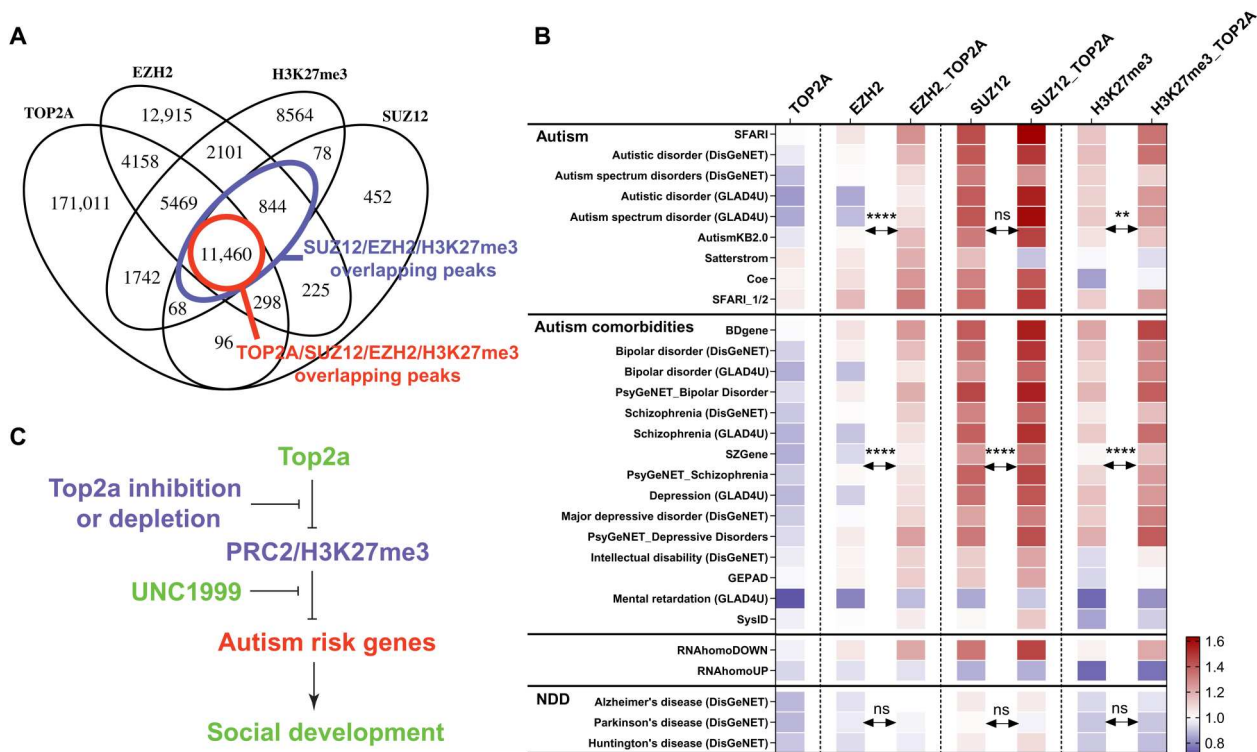 A
EZH2
H3K27me3
TOP2A
SUZ12
12,915
8564
4158
2101
78
171,011
5469
844
452
11,460
SUZ12/EZH2/H3K27me3
overlapping peaks
1742
298
225
68
96
TOP2A/SUZ12/EZH2/H3K27me3
overlapping peaks
B
TOP2A
EZH2
EZH2_TOP2A
SUZ12
SUZ12_TOP2A
H3K27me3
H3K27me3_TOP2A
Autism
SFARI
Autistic disorder (DisGeNET)
Autism spectrum disorders (DisGeNET)
Autistic disorder (GLAD4U)
Autism spectrum disorder (GLAD4U)
**** ns **
AutismKB2.0
Satterstrom
Coe
SFARI_1/2
Autism comorbidities
BDgene
Bipolar disorder (DisGeNET)
Bipolar disorder (GLAD4U)
PsyGeNET_Bipolar Disorder
Schizophrenia (DisGeNET)
Schizophrenia (GLAD4U)
SZGene
**** **** ****
PsyGeNET_Schizophrenia
Depression (GLAD4U)
Major depressive disorder (DisGeNET)
PsyGeNET_Depressive Disorders
Intellectual disability (DisGeNET)
GEPAD
Mental retardation (GLAD4U)
SysID
RNAhomoDOWN
RNAhomoUP
NDD
Alzheimer's disease (DisGeNET)
ns ns ns
Parkinson's disease (DisGeNET)
Huntington's disease (DisGeNET)
1.6
1.4
1.2
1.0
0.8
C
Top2a
Top2a inhibition
or depletion
PRC2/H3K27me3
UNC1999
Autism risk genes
Social development